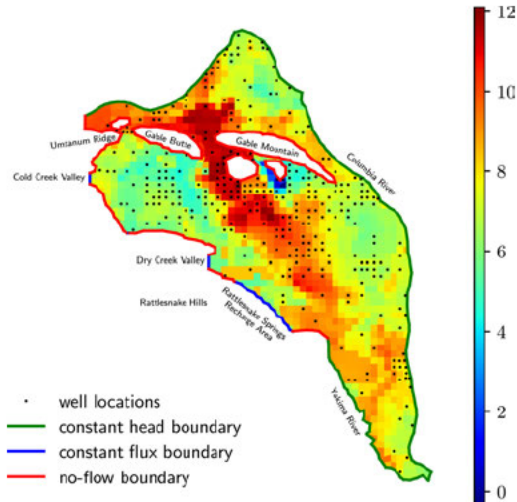 12
10
8
6
4
2
0
Umtanum Ridge
Gable Butte
Gable Mountain
Columbia River
Cold Creek Valley
Dry Creek Valley
Rattlesnake Hills
Rattlesnake Springs
Recharge Area
Yakima River
well locations
constant head boundary
constant flux boundary
no-flow boundary